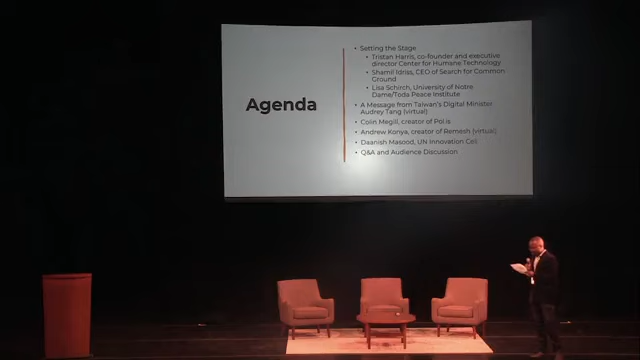 Agenda
• Setting the Stage
• Tristan Harris, co-founder and executive
director Center for Humane Technology
• Shamil Idriss, CEO of Search for Common
Ground
• Lisa Schirch, University of Notre
Dame/Toda Peace Institute
• A Message from Taiwan's Digital Minister
Audrey Tang (virtual)
• Colin Megill, creator of Pol.is
• Andrew Konya, creator of Remesh (virtual)
• Daanish Masood, UN Innovation Cell
• Q&A and Audience Discussion